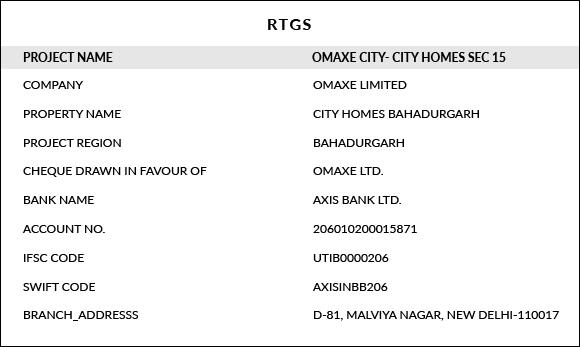 RTGS
PROJECT NAME OMAXE CITY- CITY HOMES SEC 15
COMPANY OMAXE LIMITED
PROPERTY NAME CITY HOMES BAHADURGARH
PROJECT REGION BAHADURGARH
CHEQUE DRAWN IN FAVOUR OF OMAXE LTD.
BANK NAME AXIS BANK LTD.
ACCOUNT NO. 206010200015871
IFSC CODE UTIB0000206
SWIFT CODE AXISINBB206
BRANCH_ADDRESSS D-81, MALVIYA NAGAR, NEW DELHI-110017